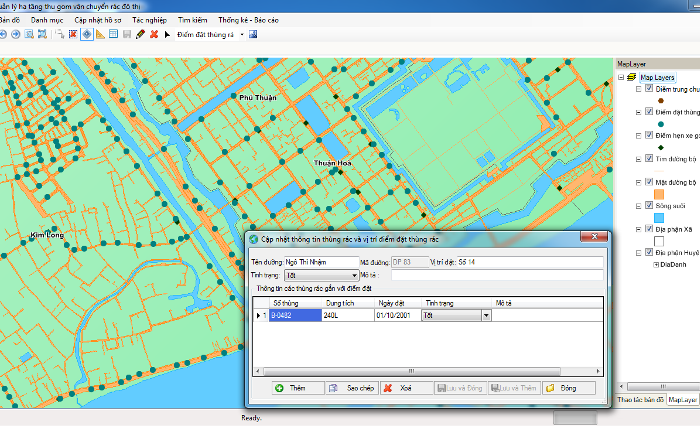 uản lý hạ tầng thu gom vận chuyển rác đô thị
Bản đồ Danh mục Cập nhật hồ sơ Tác nghiệp Tìm kiếm Thống kê - Báo cáo
Điểm đặt thùng rá
MapLayer
Map Layers
Điểm trung chu
Điểm đặt thùng
Điểm hẹn xe gá
Tim đường bộ
Mặt đường bộ
Sông suối
Địa phận Xã
Địa phận Huyệ
DiaDanh
Phú Thuận
Thuận Hoà
Kim Long
Cập nhật thông tin thùng rác và vị trí điểm đặt thùng rác
Tên đường: Ngô Thì Nhậm Mã đường: OP 83 Vị trí đặt: Số 14
Tình trạng: Tốt Mô tả :
Thông tin các thùng rác gắn với điểm đặt
Số thùng Dung tích Ngày đặt Tình trạng Mô tả
1 B-0482 240L 01/10/2001 Tốt
Thêm Sao chép Xoá Lưu và Đóng Lưu và Thêm Đóng
Thao tác bản đồ MapLayer
Ready.